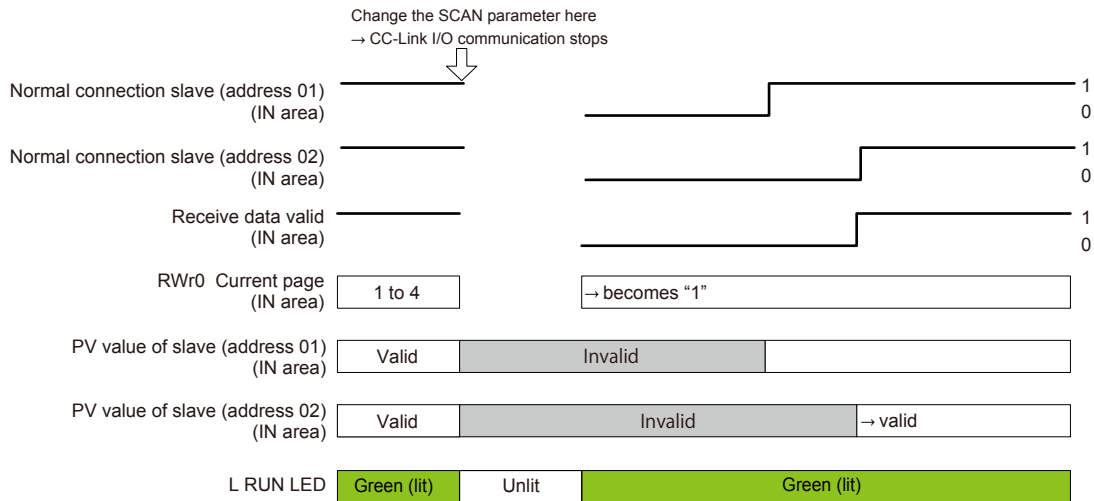 Change the SCAN parameter here
→ CC-Link I/O communication stops
Normal connection slave (address 01)
(IN area)
1
0
Normal connection slave (address 02)
(IN area)
1
0
Receive data valid
(IN area)
1
0
RWr0 Current page
(IN area)
1 to 4
→ becomes “1”
PV value of slave (address 01)
(IN area)
Valid
Invalid
PV value of slave (address 02)
(IN area)
Valid
Invalid
→ valid
L RUN LED
Green (lit)
Unlit
Green (lit)